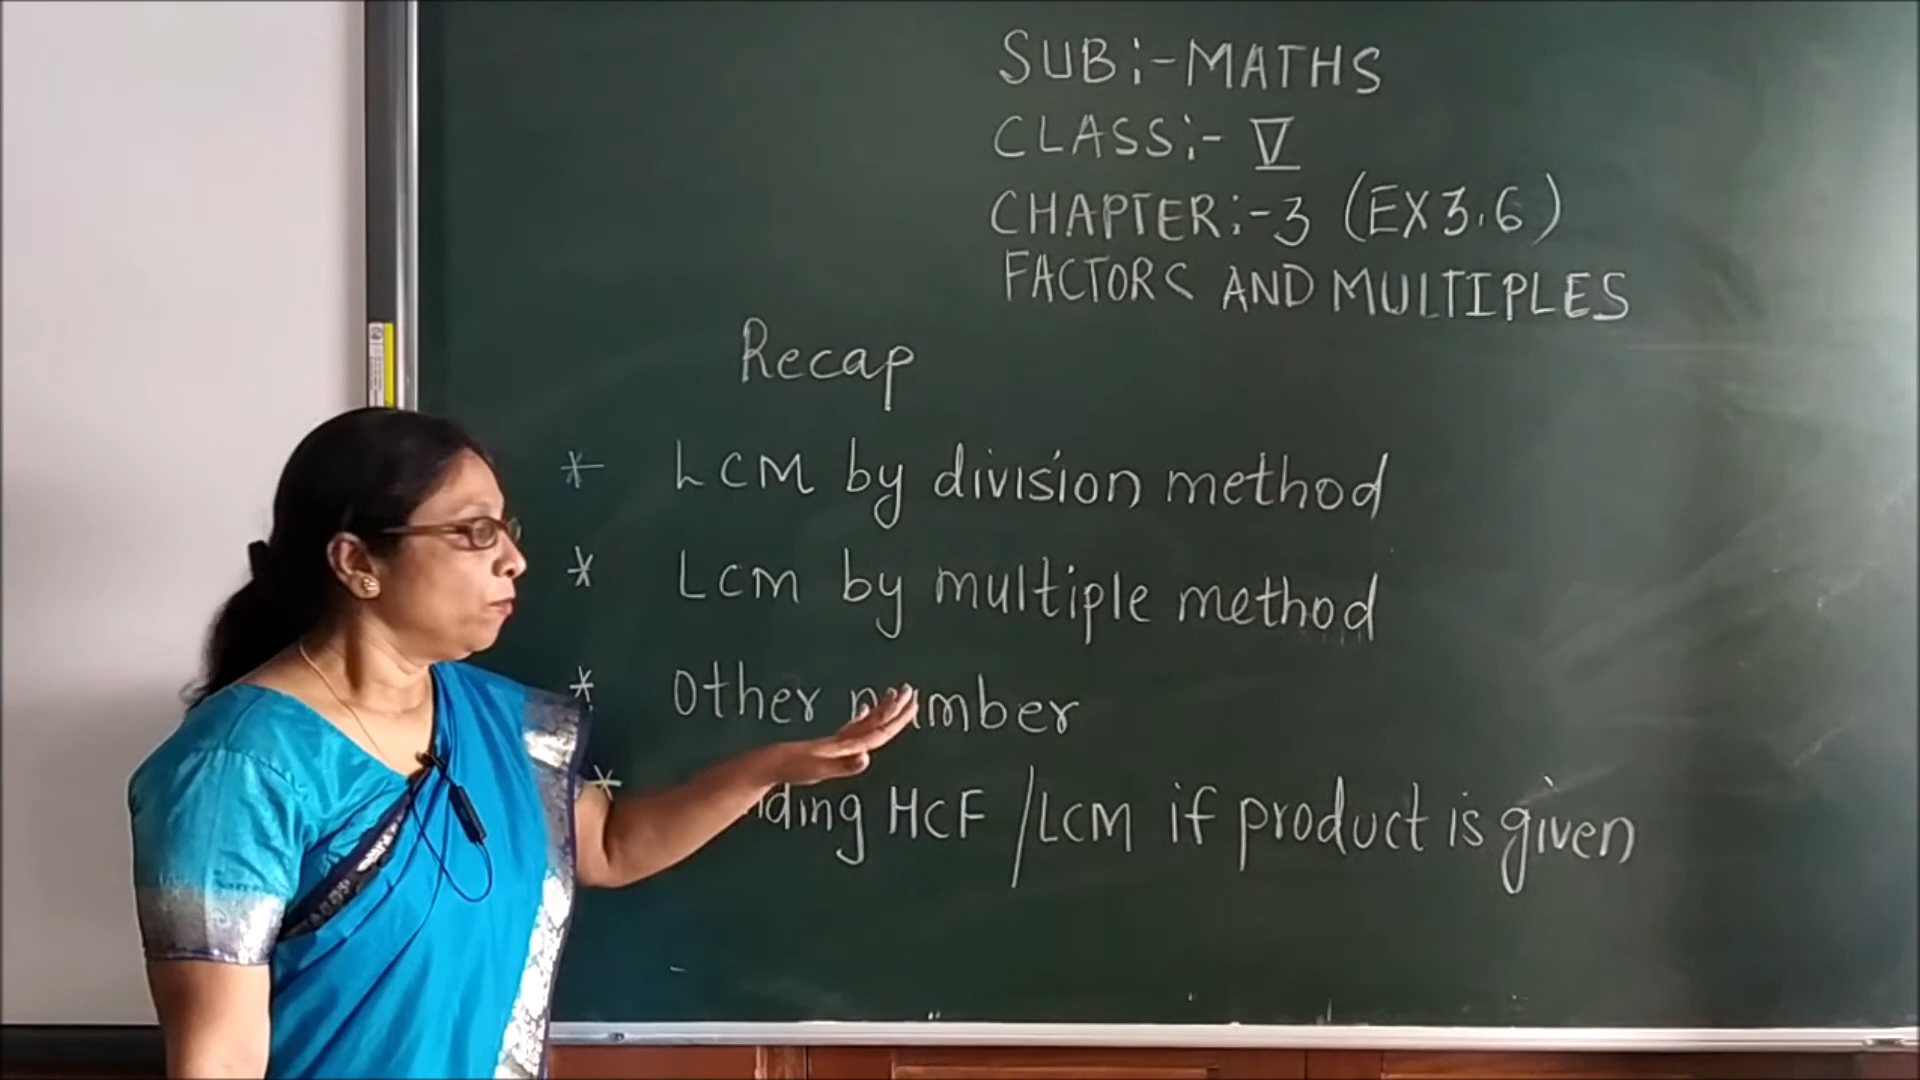 SUB:-MATHS
CLASS:- V
CHAPTER:-3 (EX3.6)
FACTORS AND MULTIPLES
Recap
* LCM by division method
* LCM by multiple method
* Other number
* HCF /LCM if product is given